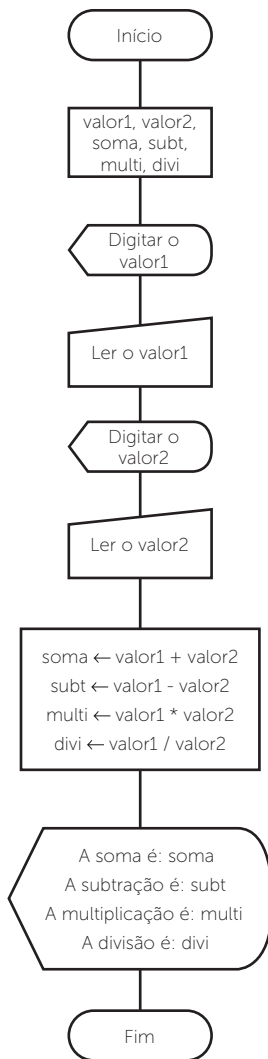 Início
valor1, valor2,
soma, subt,
multi, divi
Digitar o
valor1
Ler o valor1
Digitar o
valor2
Ler o valor2
soma ← valor1 + valor2
subt ← valor1 - valor2
multi ← valor1 * valor2
divi ← valor1 / valor2
A soma é: soma
A subtração é: subt
A multiplicação é: multi
A divisão é: divi
Fim